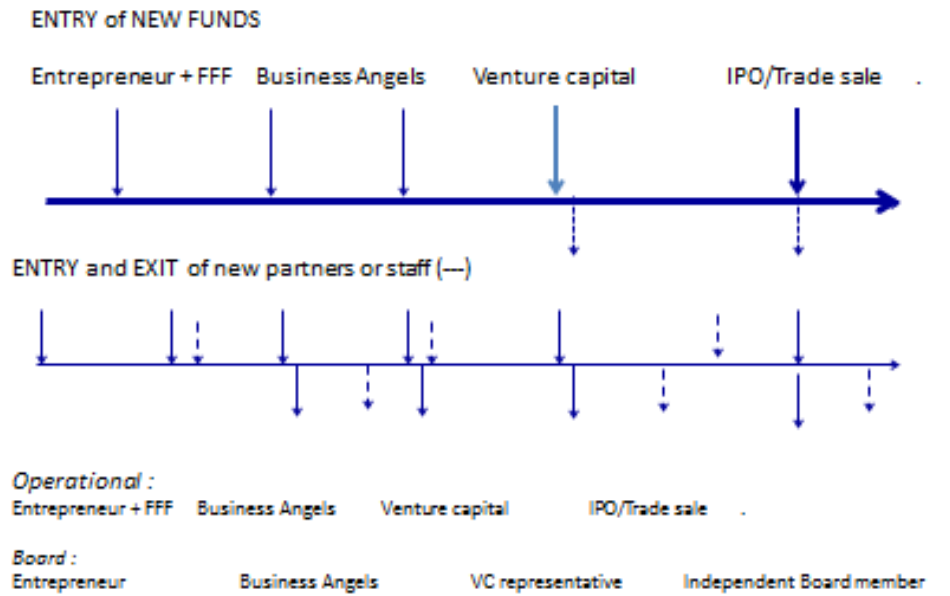 ENTRY of NEW FUNDS
Entrepreneur + FFF Business Angels Venture capital IPO/Trade sale .
ENTRY and EXIT of new partners or staff (---)
Operational :
Entrepreneur + FFF Business Angels Venture capital IPO/Trade sale .
Board :
Entrepreneur Business Angels VC representative Independent Board member